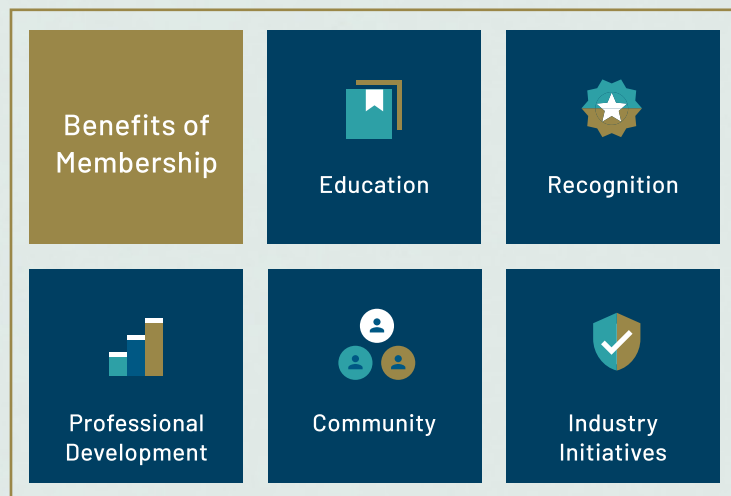 Benefits of
Membership
Education
Recognition
Professional
Development
Community
Industry
Initiatives